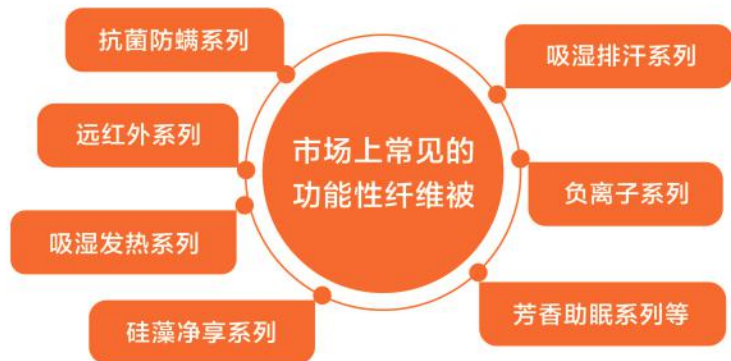 市场上常见的
功能性纤维被
抗菌防螨系列
远红外系列
吸湿发热系列
硅藻净享系列
吸湿排汗系列
负离子系列
芳香助眠系列等